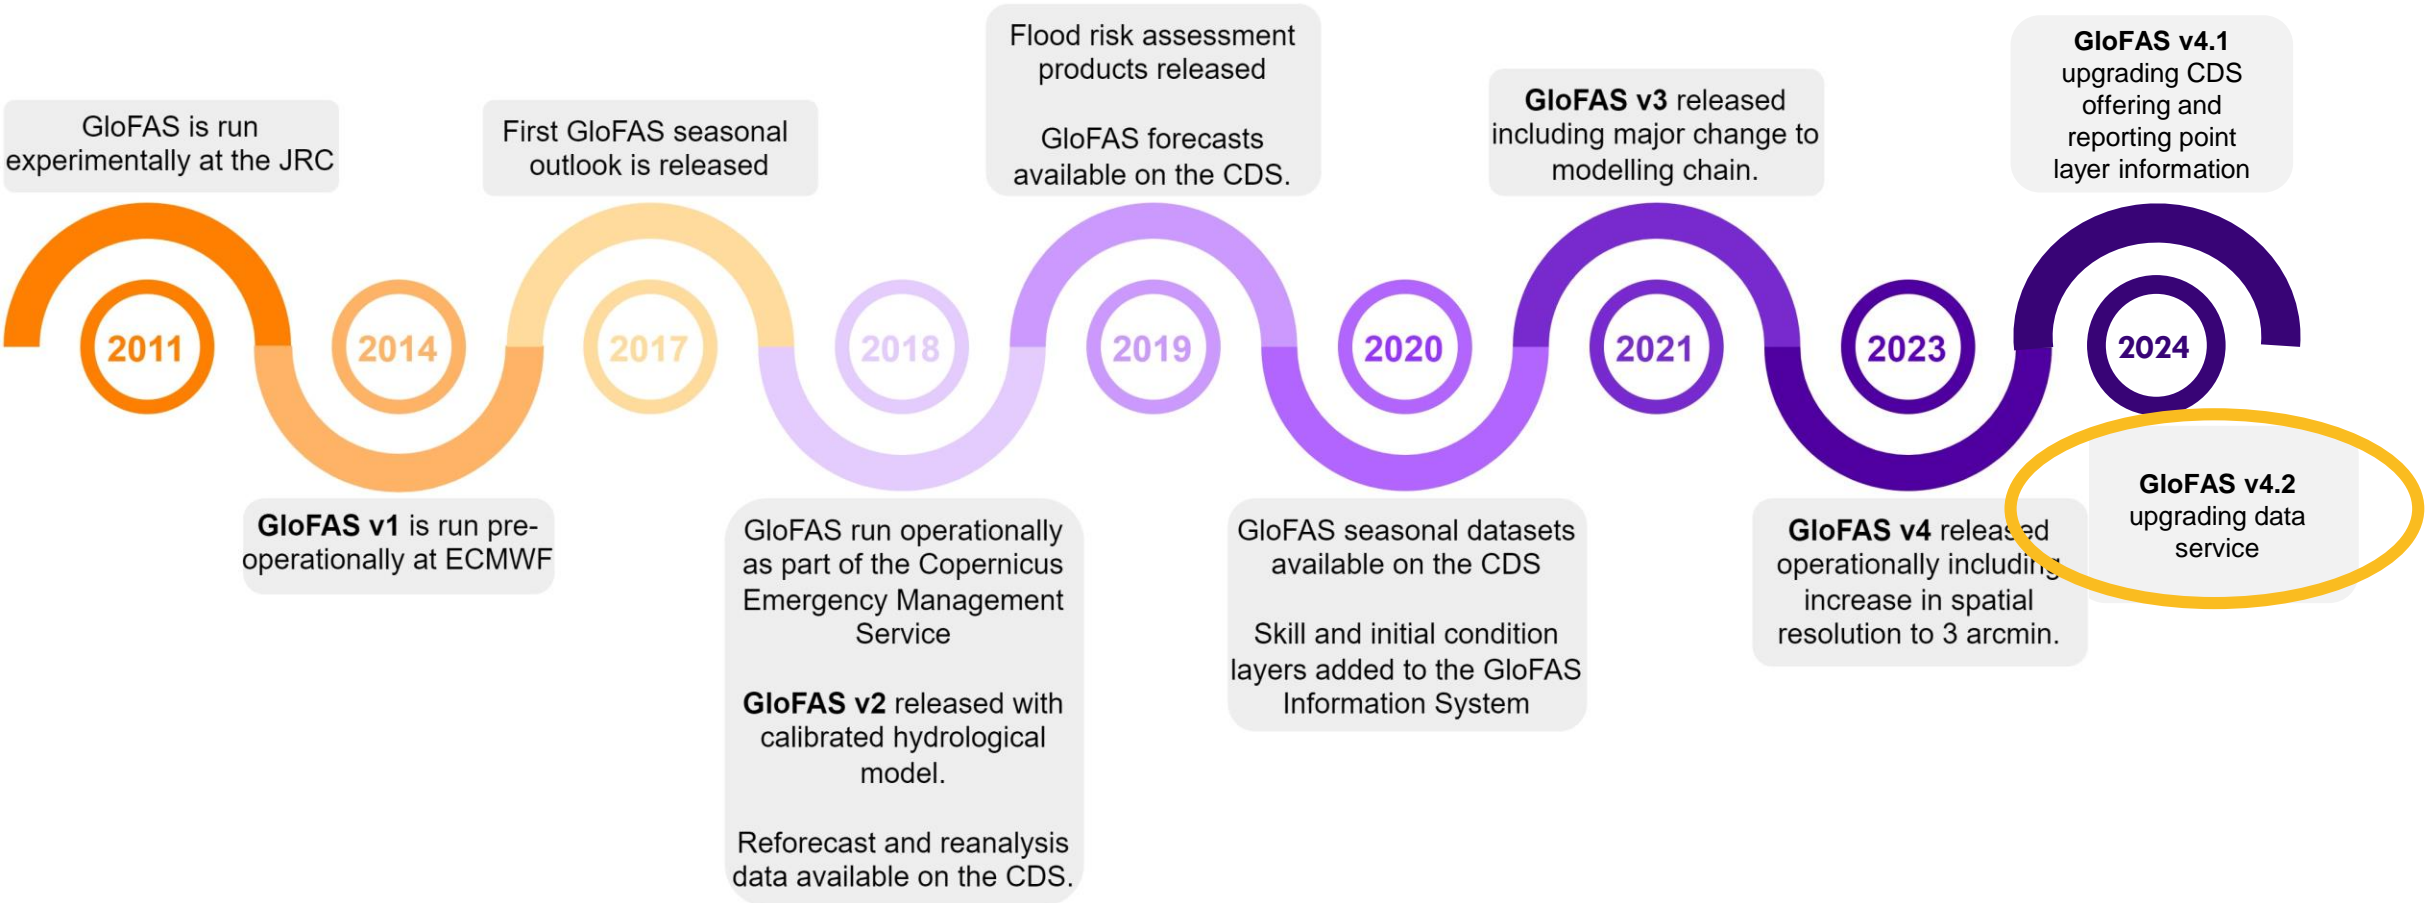 GloFAS is run
experimentally at the JRC
2011
2014
GloFAS v1 is run pre-
operationally at ECMWF
First GloFAS seasonal
outlook is released
2017
2018
GloFAS run operationally
as part of the Copernicus
Emergency Management
Service
GloFAS v2 released with
calibrated hydrological
model.
Reforecast and reanalysis
data available on the CDS.
Flood risk assessment
products released
GloFAS forecasts
available on the CDS.
2019
2020
GloFAS seasonal datasets
available on the CDS
Skill and initial condition
layers added to the GloFAS
Information System
GloFAS v3 released
including major change to
modelling chain.
2021
2023
GloFAS v4 released
operationally including
increase in spatial
resolution to 3 arcmin.
GloFAS v4.1
upgrading CDS
offering and
reporting point
layer information
2024
GloFAS v4.2
upgrading data
service